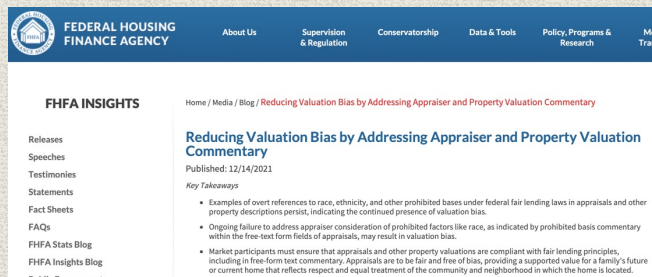 FEDERAL HOUSING
FINANCE AGENCY
About Us
Supervision
& Regulation
Conservatorship
Data & Tools
Policy, Programs &
Research
FHFA INSIGHTS
Home / Media / Blog / Reducing Valuation Bias by Addressing Appraiser and Property Valuation Commentary
Releases
Speeches
Testimonies
Statements
Fact Sheets
FAQs
FHFA Stats Blog
FHFA Insights Blog
Reducing Valuation Bias by Addressing Appraiser and Property Valuation
Commentary
Published: 12/14/2021
Key Takeaways
• Examples of overt references to race, ethnicity, and other prohibited bases under federal fair lending laws in appraisals and other
property descriptions persist, indicating the continued presence of valuation bias.
• Ongoing failure to address appraiser consideration of prohibited factors like race, as indicated by prohibited basis commentary
within the free-text form fields of appraisals, may result in valuation bias.
• Market participants must ensure that appraisals and other property valuations are compliant with fair lending principles,
including in free-form text commentary. Appraisals are to be fair and free of bias, providing a supported value for a family's future
or current home that reflects respect and equal treatment of the community and neighborhood in which the home is located.